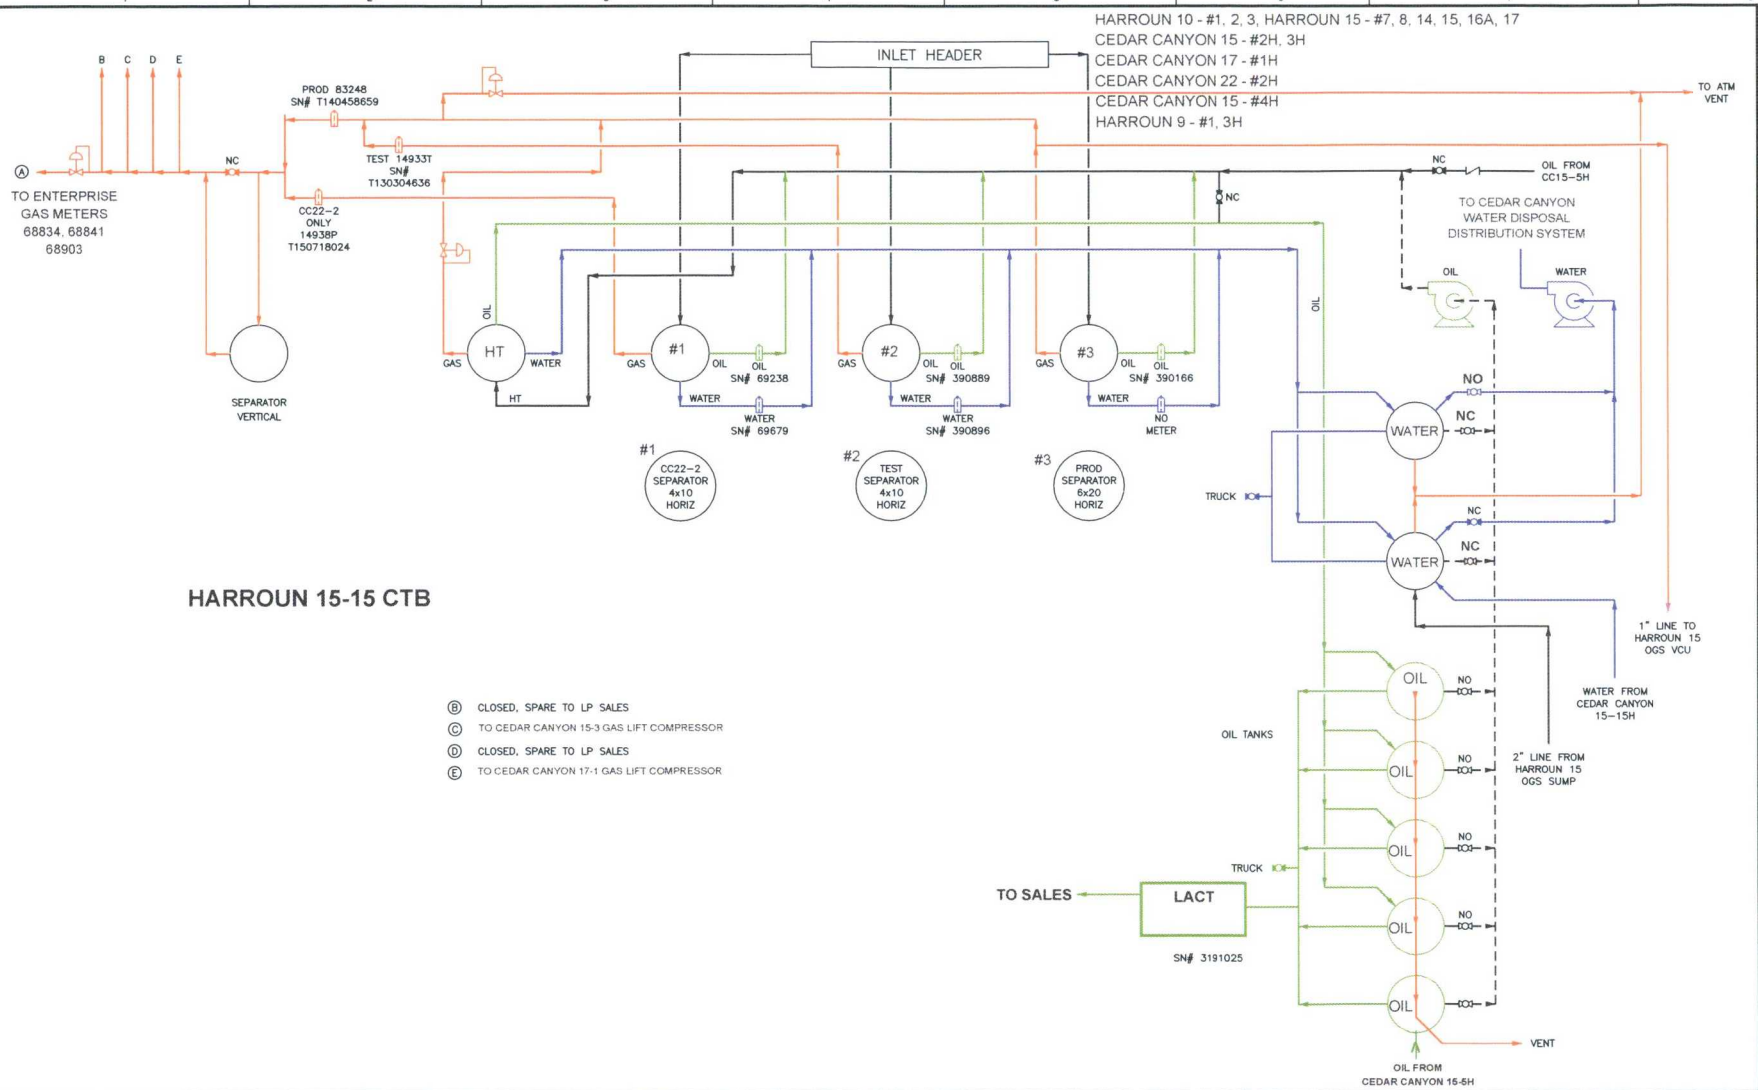 HARROUN 10 - #1, 2, 3, HARROUN 15 - #7, 8, 14, 15, 16A, 17
CEDAR CANYON 15 - #2H, 3H
CEDAR CANYON 17 - #1H
CEDAR CANYON 22 - #2H
CEDAR CANYON 15 - #4H
HARROUN 9 - #1, 3H
INLET HEADER
B C D E
PROD 83248
SN# T140458659
TO ATM
VENT
TEST 14933T
SN#
T130304636
NC
A
TO ENTERPRISE
GAS METERS
68834, 68841
68903
CC22-2
ONLY
14938P
T150718024
NC
OIL FROM
CC15-5H
NC
TO CEDAR CANYON
WATER DISPOSAL
DISTRIBUTION SYSTEM
OIL
WATER
OIL
OIL
SEPARATOR
VERTICAL
GAS
HT
WATER
HT
GAS
#1
OIL
OIL
SN# 69238
WATER
WATER
SN# 69679
GAS
#2
OIL
OIL
SN# 390889
WATER
WATER
SN# 390896
GAS
#3
OIL
OIL
SN# 390166
WATER
NO
METER
#1
CC22-2
SEPARATOR
4x10
HORIZ
#2
TEST
SEPARATOR
4x10
HORIZ
#3
PROD
SEPARATOR
6x20
HORIZ
NO
NC
WATER
TRUCK
NC
NC
WATER
HARROUN 15-15 CTB
1" LINE TO
HARROUN 15
OGS VCU
WATER FROM
CEDAR CANYON
15-15H
2" LINE FROM
HARROUN 15
OGS SUMP
B CLOSED, SPARE TO LP SALES
C TO CEDAR CANYON 15-3 GAS LIFT COMPRESSOR
D CLOSED, SPARE TO LP SALES
E TO CEDAR CANYON 17-1 GAS LIFT COMPRESSOR
OIL TANKS
OIL
NO
OIL
NO
OIL
NO
OIL
NO
OIL
TRUCK
TO SALES
LACT
SN# 3191025
VENT
OIL FROM
CEDAR CANYON 15-5H